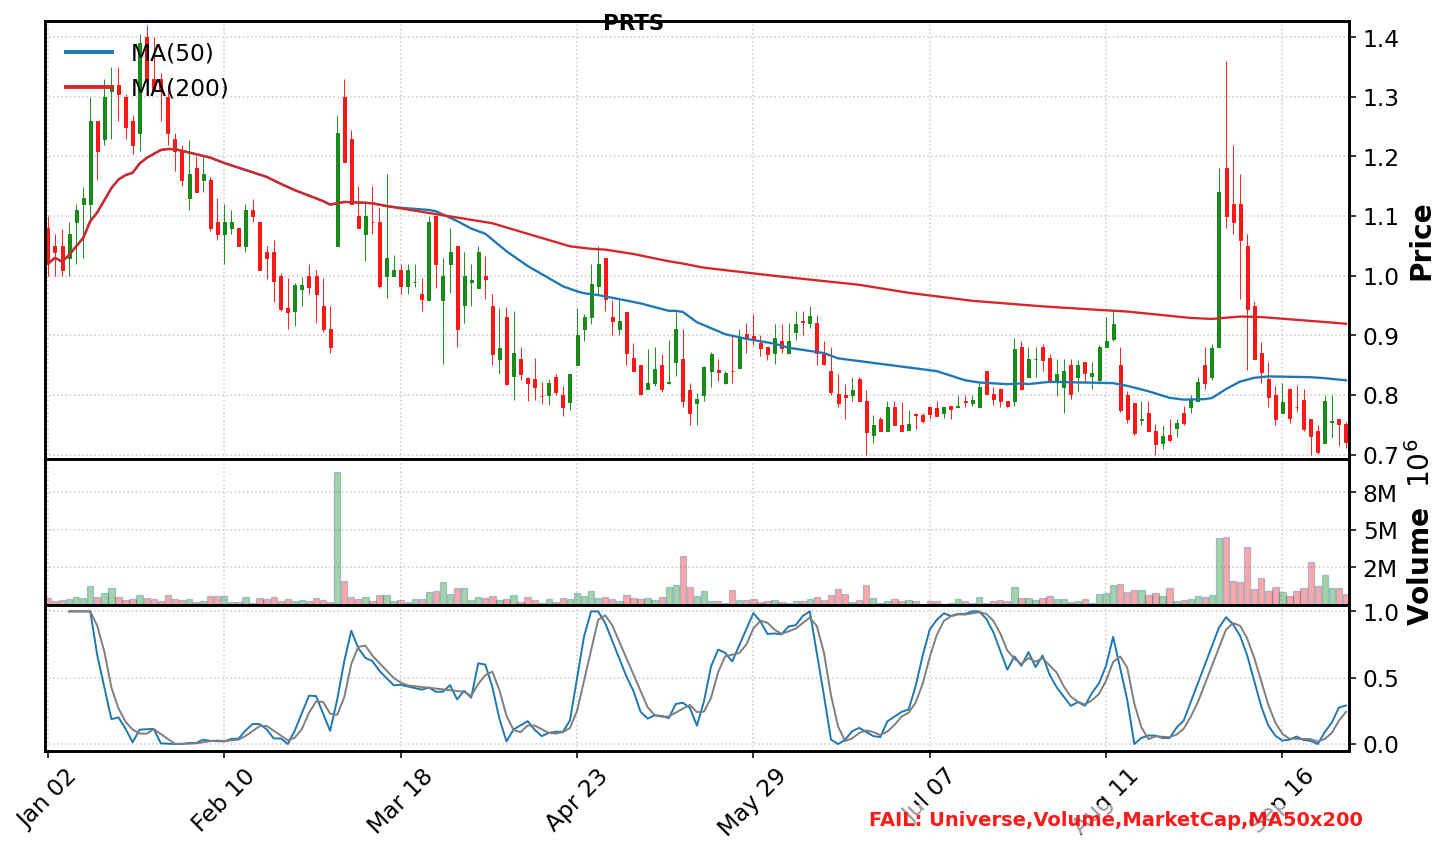 PRTS
MA(50)
MA(200)
1.4
1.3
1.2
1.1
1.0
0.9
0.8
0.7
Price
10^6
8M
5M
2M
Volume
1.0
0.5
0.0
Jan 02
Feb 10
Mar 18
Apr 23
May 29
Jul 07
Aug 11
Sep 16
FAIL: Universe,Volume,MarketCap,MA50x200